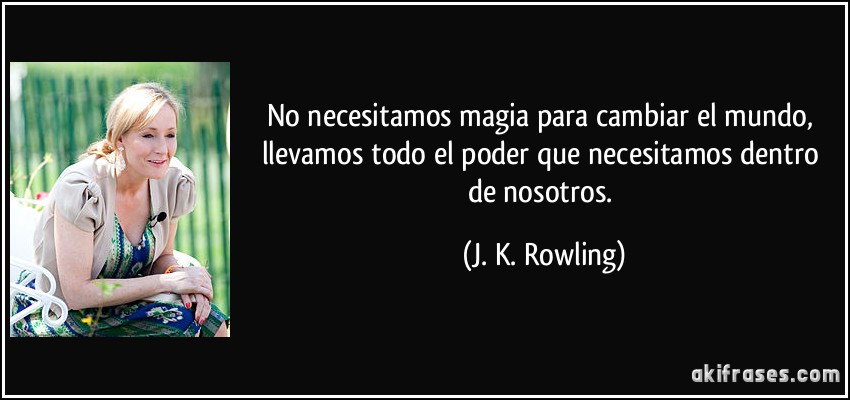 No necesitamos magia para cambiar el mundo,
llevamos todo el poder que necesitamos dentro
de nosotros.
(J. K. Rowling)
akifrases.com